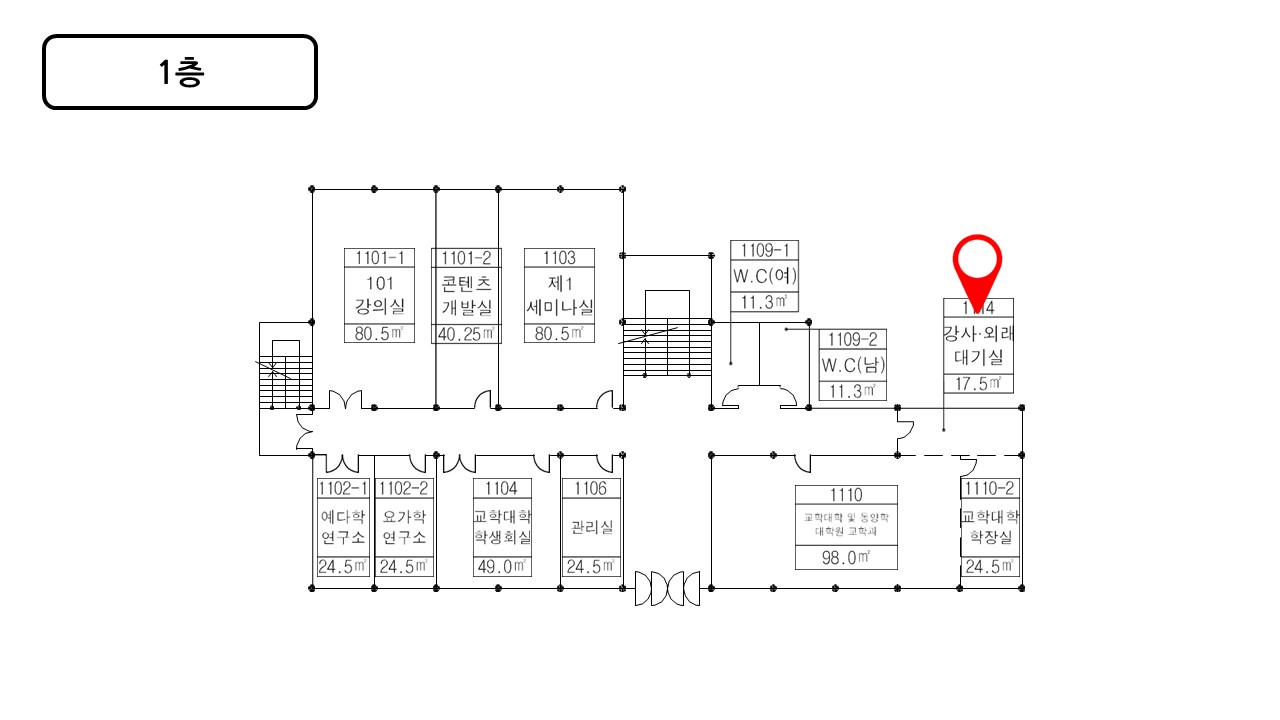 1층
1101-1
101
강의실
80.5㎡
1101-2
콘텐츠
개발실
40.25㎡
1103
제1
세미나실
80.5㎡
1109-1
W.C(여)
11.3㎡
1109-2
W.C(남)
11.3㎡
강사·외래
대기실
17.5㎡
1102-1
예다학
연구소
24.5㎡
1102-2
요가학
연구소
24.5㎡
1104
교학대학
학생회실
49.0㎡
1106
관리실
24.5㎡
1110
교학대학 및 동양학
대학원 교학과
98.0㎡
1110-2
교학대학
학장실
24.5㎡